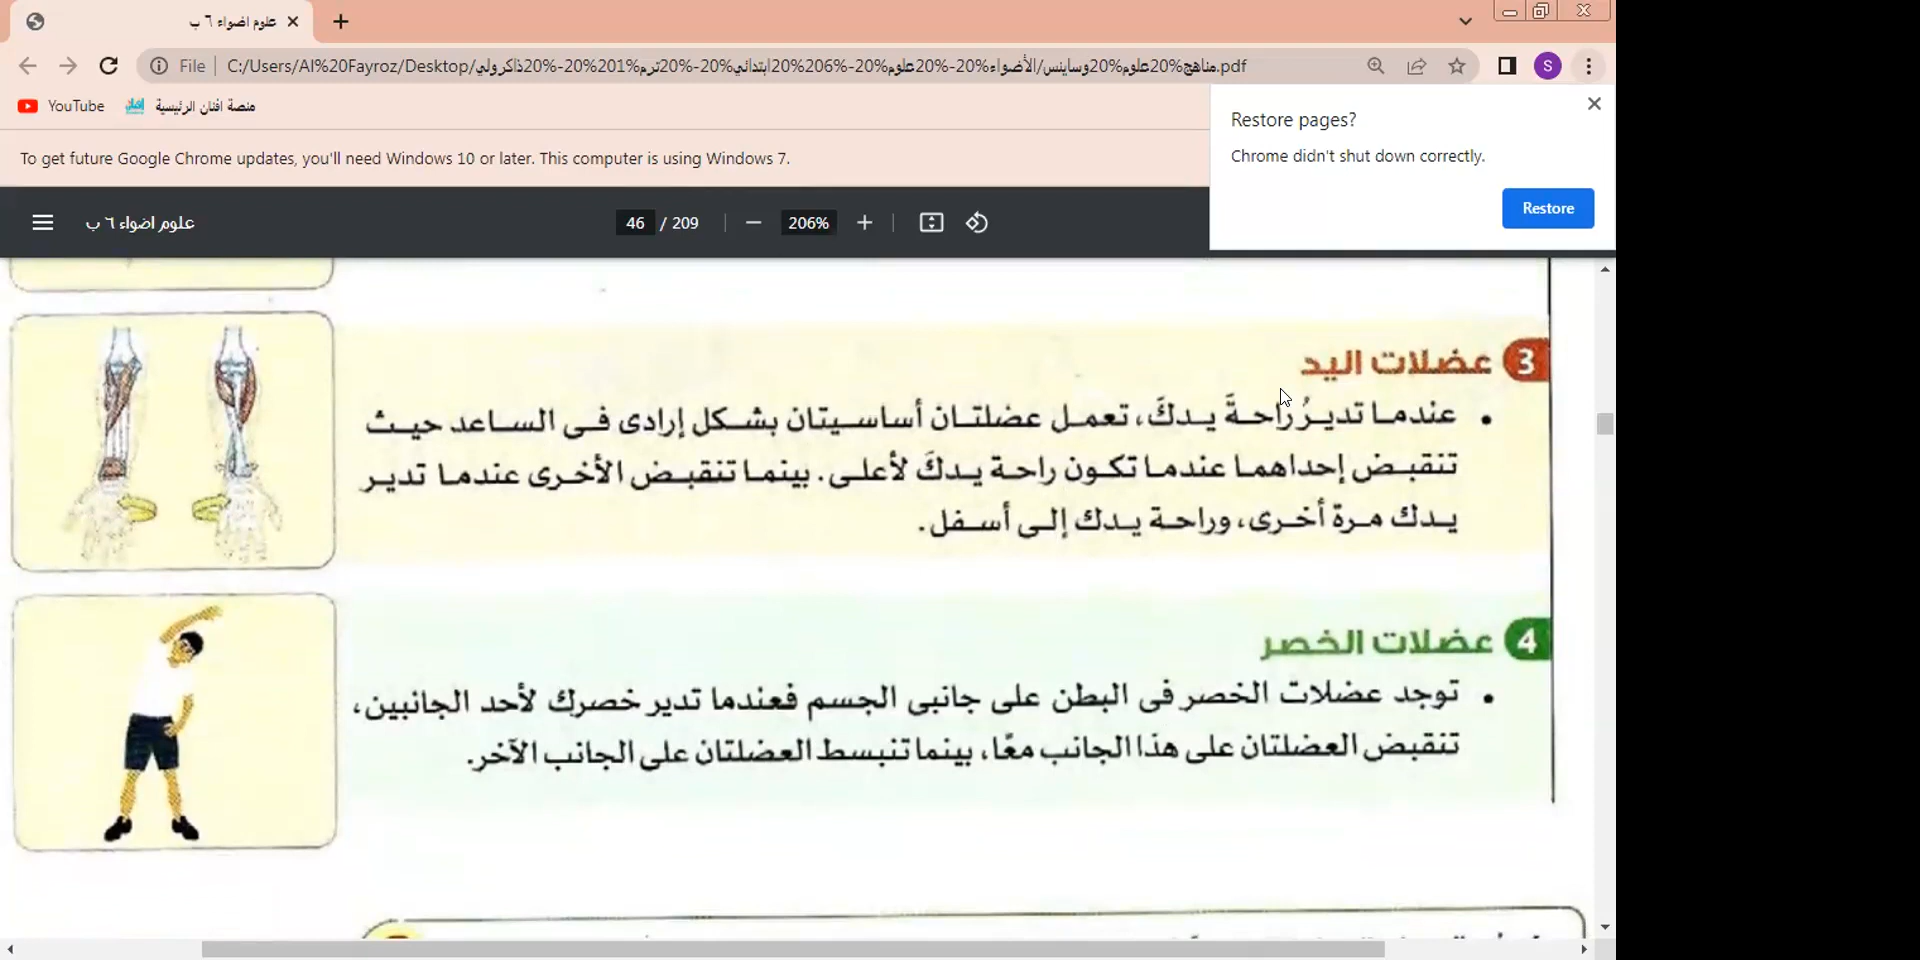 علوم اضواء ٦ ب
File
C:/Users/Al%20Fayroz/Desktop/مناهج%20علوم%20وساينس/الأضواء%20-%20علوم%20-%206%20ابتدائي%20-%20ترم%201%20-%20ذاكرولي.pdf
S
YouTube
منصة افنان الرئيسية
Restore pages?
Chrome didn't shut down correctly.
Restore
To get future Google Chrome updates, you'll need Windows 10 or later. This computer is using Windows 7.
علوم اضواء ٦ ب
46 / 209
206%
3 عضلات اليد
• عندما تديرُ راحةَ يدكَ، تعمل عضلتان أساسيتان بشكل إرادى فى الساعد حيث
تنقبض إحداهما عندما تكون راحة يدكَ لأعلى. بينما تنقبض الأخرى عندما تدير
يدك مرة أخرى، وراحة يدك إلى أسفل.
4 عضلات الخصر
• توجد عضلات الخصر فى البطن على جانبى الجسم فعندما تدير خصرك لأحد الجانبين،
تنقبض العضلتان على هذا الجانب معًا، بينما تنبسط العضلتان على الجانب الآخر.